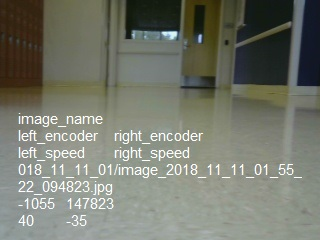 image_name
left_encoder right_encoder
left_speed right_speed
018_11_11_01/image_2018_11_11_01_55_
22_094823.jpg
-1055 147823
40 -35